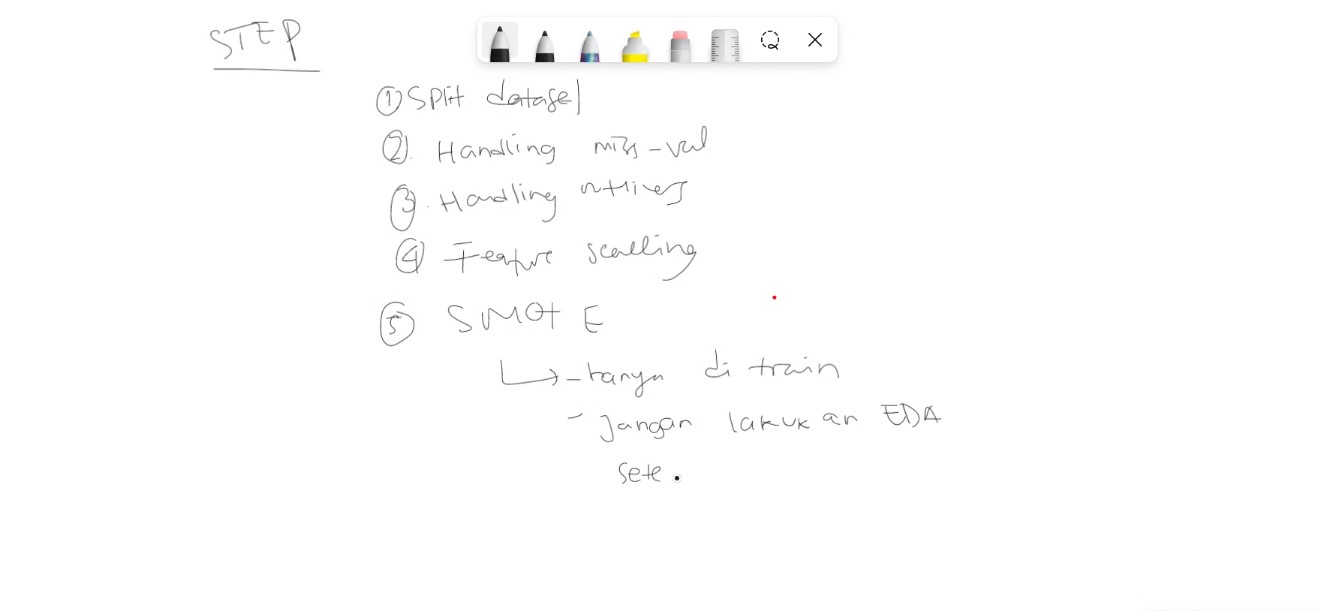 STEP
① Split dataset
②. Handling miss-val
③. Handling outliers
④ Feature scalling
⑤ SMOTE
↳ - hanya di train
- jangan lakukan EDA
sete